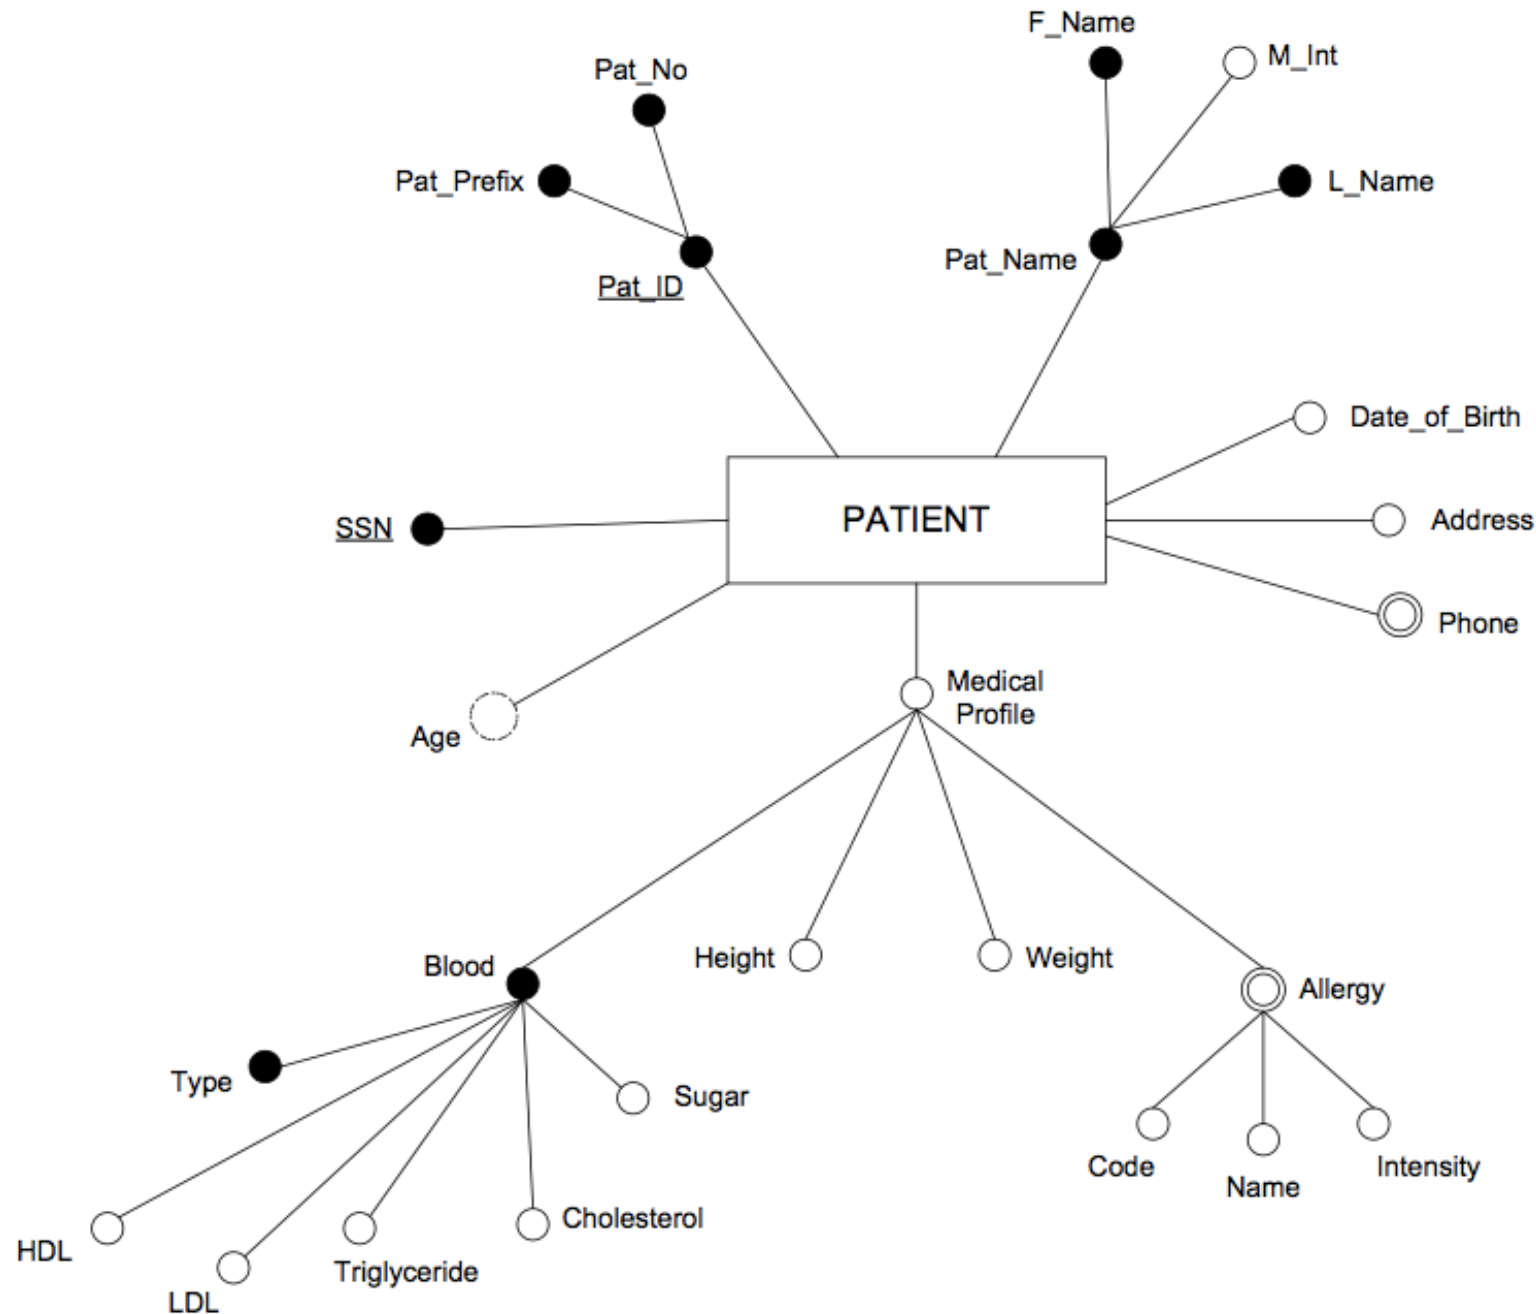 F_Name
M_Int
Pat_No
Pat_Prefix
L_Name
Pat_Name
Pat_ID
Date_of_Birth
PATIENT
Address
SSN
Phone
Medical
Profile
Age
Blood
Height
Weight
Allergy
Type
Sugar
Code
Name
Intensity
Cholesterol
HDL
Triglyceride
LDL